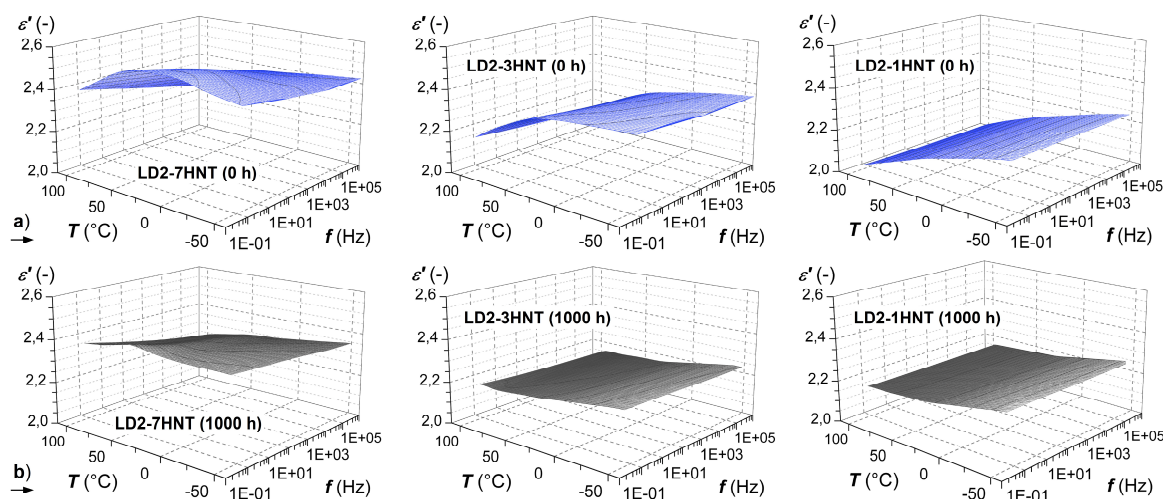 ε' (-)
2,6
2,4
2,2
2,0
LD2-7HNT (0 h)
100
50
0
-50
T (°C)
1E-01
1E+01
1E+03
1E+05
f (Hz)
a)
ε' (-)
2,6
2,4
2,2
2,0
LD2-3HNT (0 h)
100
50
0
-50
T (°C)
1E-01
1E+01
1E+03
1E+05
f (Hz)
ε' (-)
2,6
2,4
2,2
2,0
LD2-1HNT (0 h)
100
50
0
-50
T (°C)
1E-01
1E+01
1E+03
1E+05
f (Hz)
ε' (-)
2,6
2,4
2,2
2,0
LD2-7HNT (1000 h)
100
50
0
-50
T (°C)
1E-01
1E+01
1E+03
1E+05
f (Hz)
b)
ε' (-)
2,6
2,4
2,2
2,0
LD2-3HNT (1000 h)
100
50
0
-50
T (°C)
1E-01
1E+01
1E+03
1E+05
f (Hz)
ε' (-)
2,6
2,4
2,2
2,0
LD2-1HNT (1000 h)
100
50
0
-50
T (°C)
1E-01
1E+01
1E+03
1E+05
f (Hz)